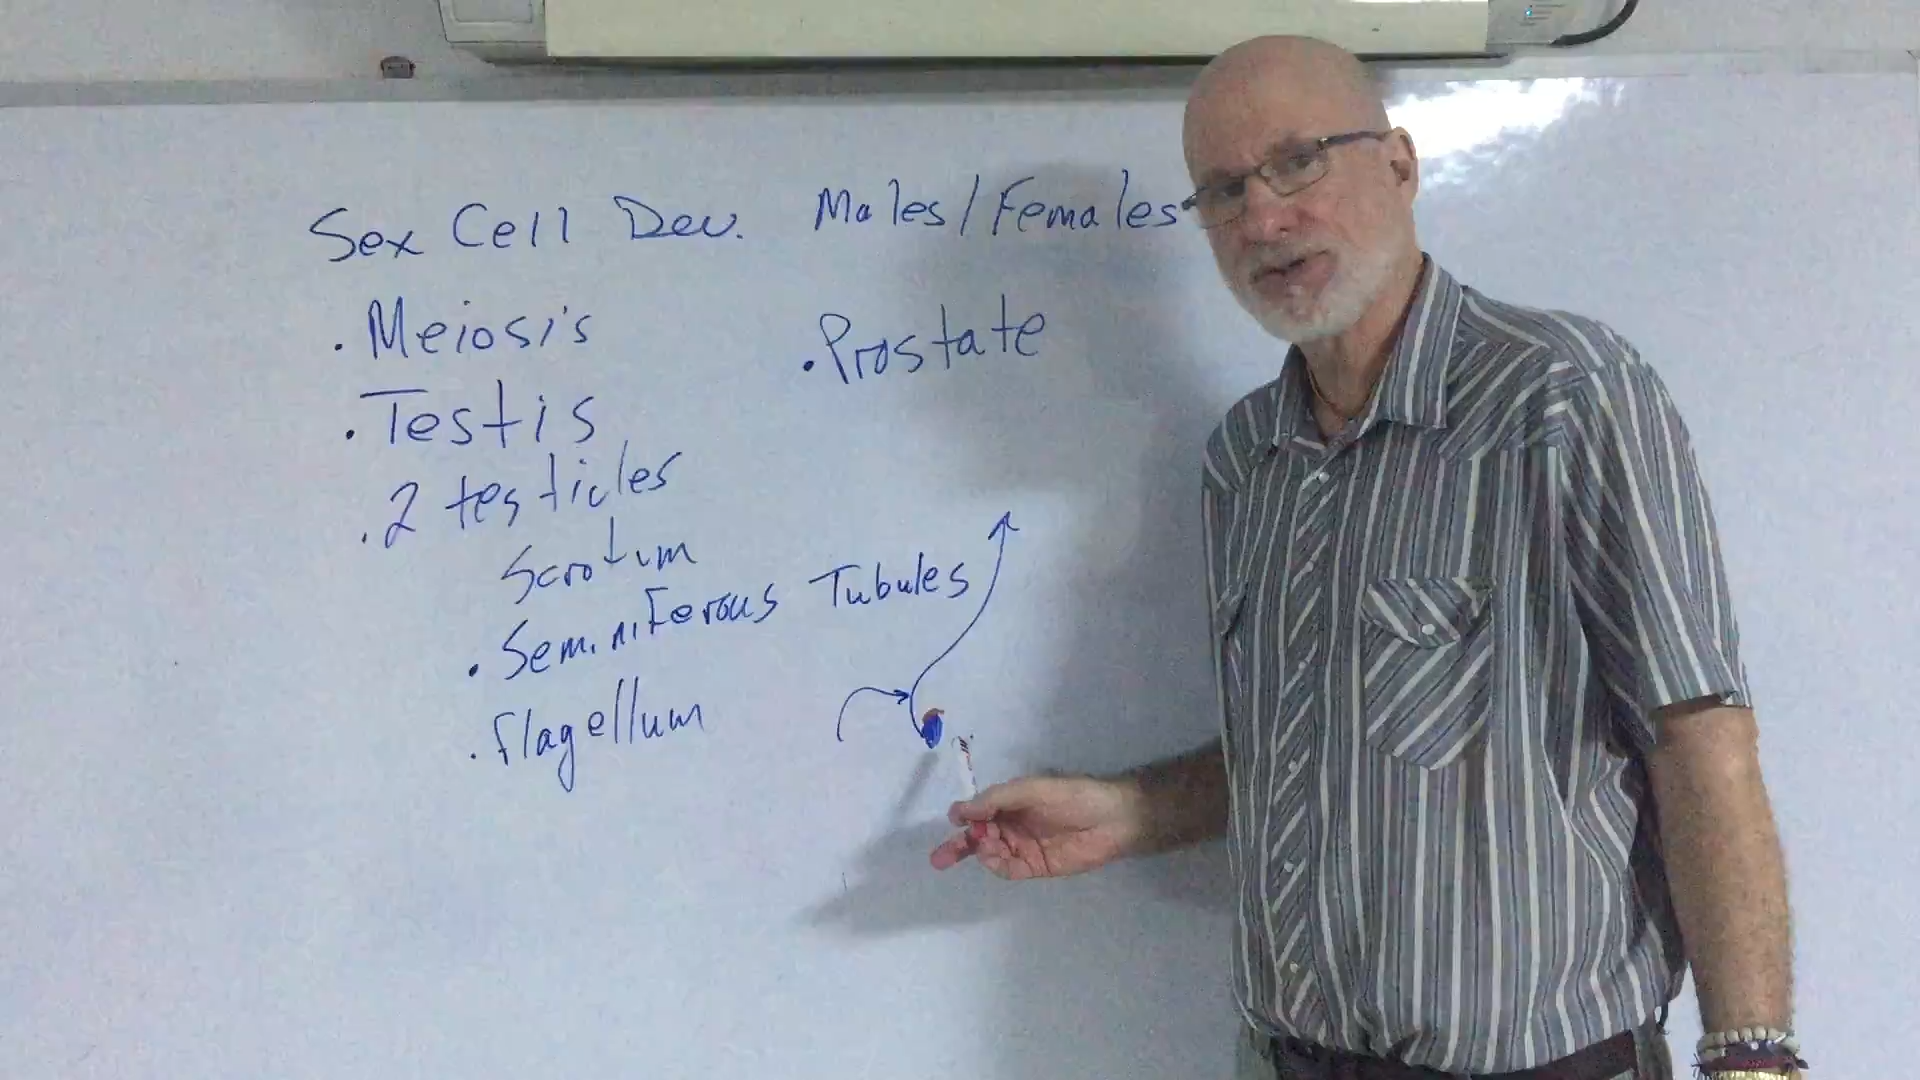 Sex Cell Dev. Males/Females
• Meiosis
• Testis
• 2 testicles
Scrotum
• Seminiferous Tubules
• Flagellum
• Prostate